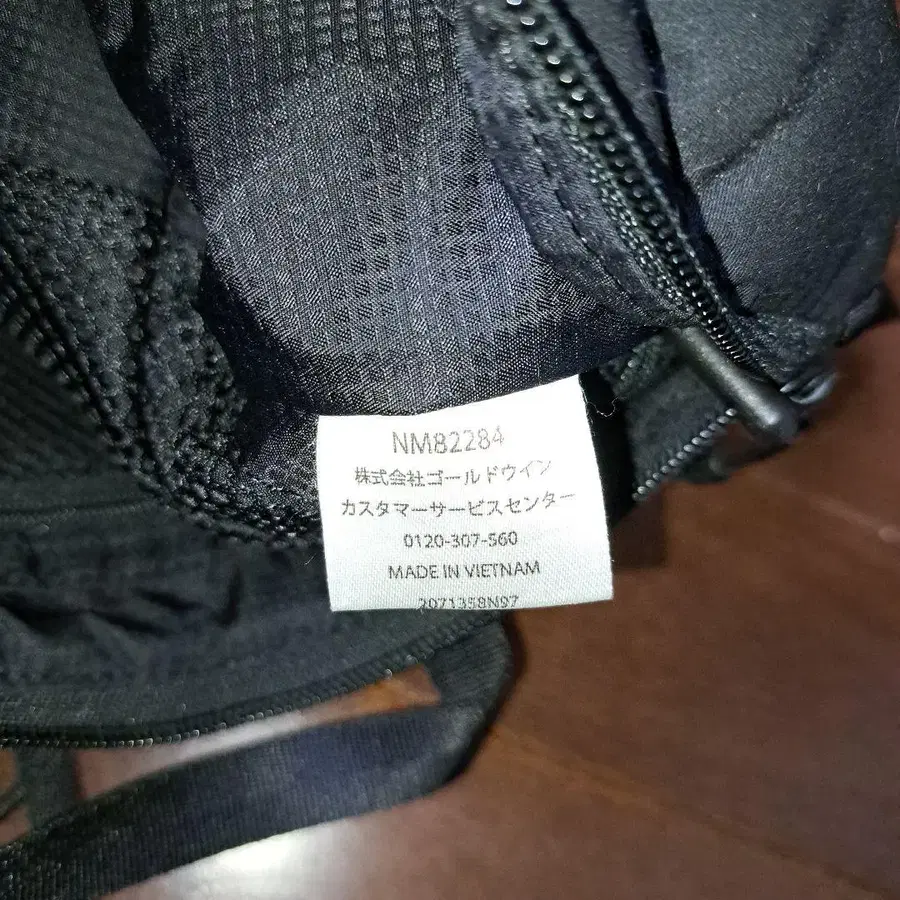 NM82284
株式会社ゴールドウイン
カスタマーサービスセンター
0120-307-560
MADE IN VIETNAM
2071358N97